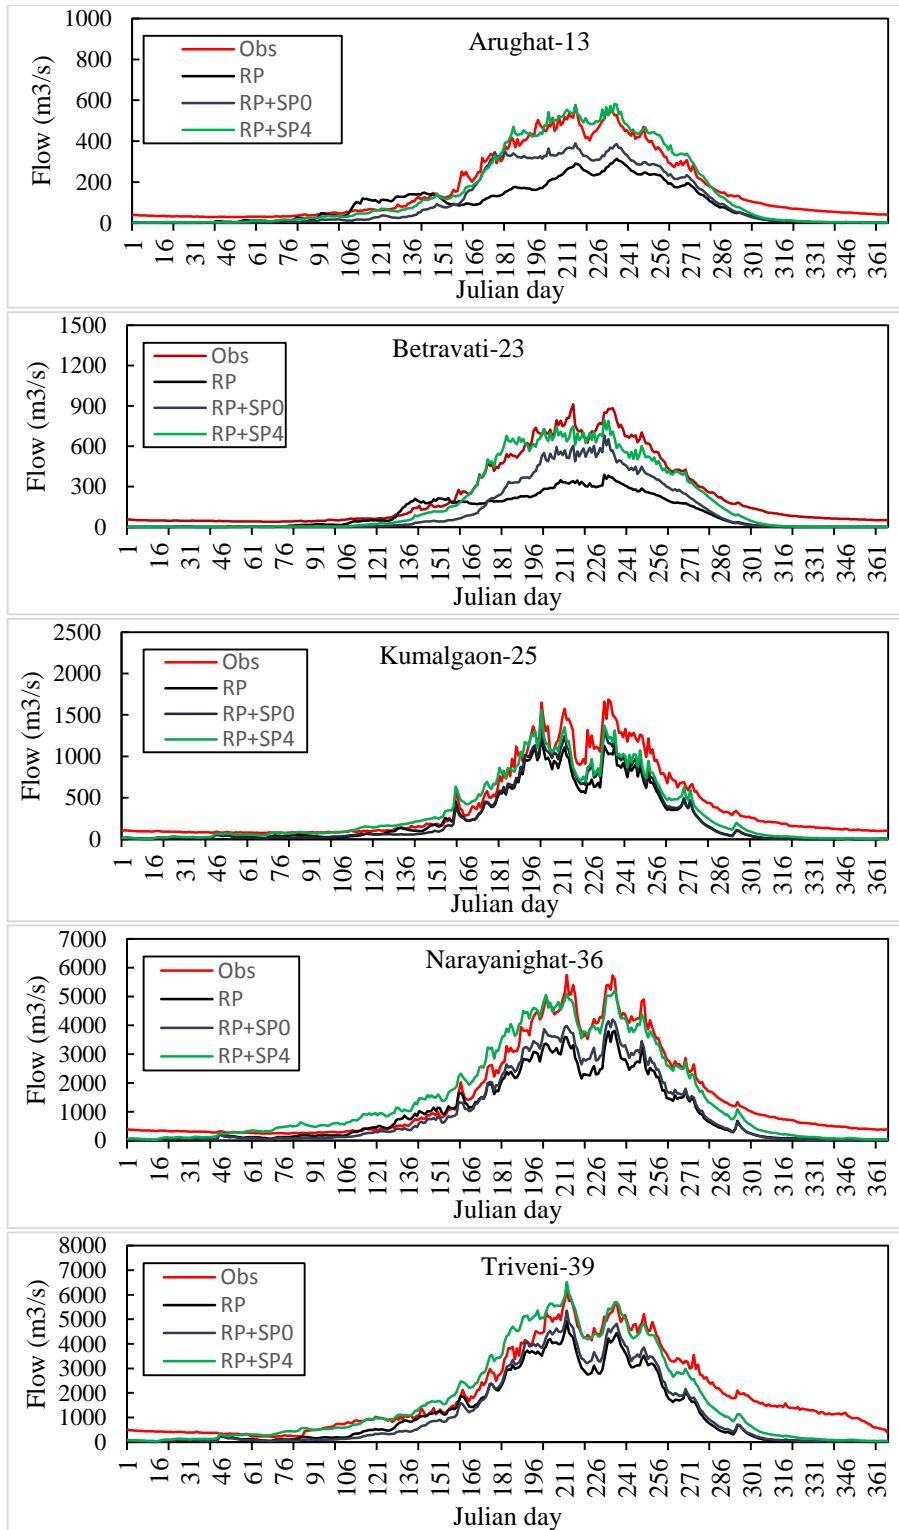 Arughat-13
Flow (m3/s)
1000
800
600
400
200
0
Obs
RP
RP+SP0
RP+SP4
1 16 31 46 61 76 91 106 121 136 151 166 181 196 211 226 241 256 271 286 301 316 331 346 361
Julian day
Betravati-23
Flow (m3/s)
1500
1200
900
600
300
0
Obs
RP
RP+SP0
RP+SP4
1 16 31 46 61 76 91 106 121 136 151 166 181 196 211 226 241 256 271 286 301 316 331 346 361
Julian day
Kumalgaon-25
Flow (m3/s)
2500
2000
1500
1000
500
0
Obs
RP
RP+SP0
RP+SP4
1 16 31 46 61 76 91 106 121 136 151 166 181 196 211 226 241 256 271 286 301 316 331 346 361
Julian day
Narayanighat-36
Flow (m3/s)
7000
6000
5000
4000
3000
2000
1000
0
Obs
RP
RP+SP0
RP+SP4
1 16 31 46 61 76 91 106 121 136 151 166 181 196 211 226 241 256 271 286 301 316 331 346 361
Julian day
Triveni-39
Flow (m3/s)
8000
7000
6000
5000
4000
3000
2000
1000
0
Obs
RP
RP+SP0
RP+SP4
1 16 31 46 61 76 91 106 121 136 151 166 181 196 211 226 241 256 271 286 301 316 331 346 361
Julian day